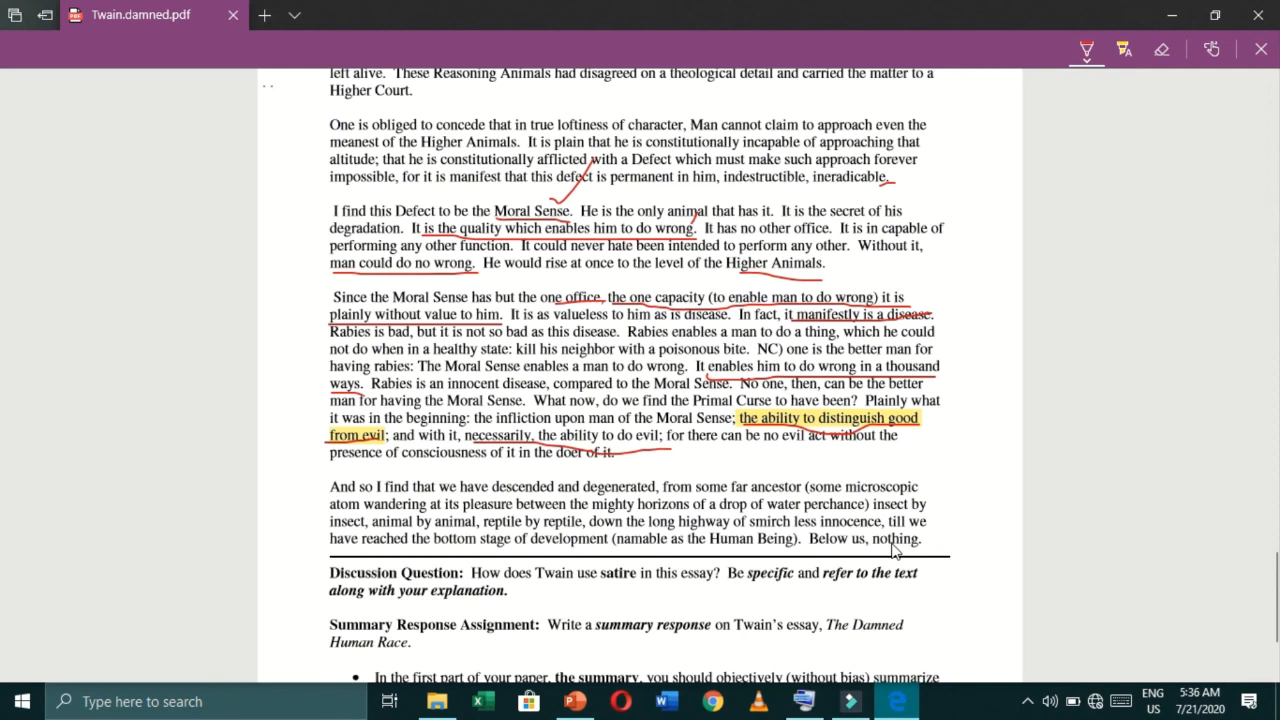 Twain.damned.pdf
left alive. These Reasoning Animals had disagreed on a theological detail and carried the matter to a
Higher Court.
One is obliged to concede that in true loftiness of character, Man cannot claim to approach even the
meanest of the Higher Animals. It is plain that he is constitutionally incapable of approaching that
altitude; that he is constitutionally afflicted with a Defect which must make such approach forever
impossible, for it is manifest that this defect is permanent in him, indestructible, ineradicable.
I find this Defect to be the Moral Sense. He is the only animal that has it. It is the secret of his
degradation. It is the quality which enables him to do wrong. It has no other office. It is in capable of
performing any other function. It could never hate been intended to perform any other. Without it,
man could do no wrong. He would rise at once to the level of the Higher Animals.
Since the Moral Sense has but the one office, the one capacity (to enable man to do wrong) it is
plainly without value to him. It is as valueless to him as is disease. In fact, it manifestly is a disease.
Rabies is bad, but it is not so bad as this disease. Rabies enables a man to do a thing, which he could
not do when in a healthy state: kill his neighbor with a poisonous bite. NC) one is the better man for
having rabies: The Moral Sense enables a man to do wrong. It enables him to do wrong in a thousand
ways. Rabies is an innocent disease, compared to the Moral Sense. No one, then, can be the better
man for having the Moral Sense. What now, do we find the Primal Curse to have been? Plainly what
it was in the beginning: the infliction upon man of the Moral Sense; the ability to distinguish good
from evil; and with it, necessarily, the ability to do evil; for there can be no evil act without the
presence of consciousness of it in the doer of it.
And so I find that we have descended and degenerated, from some far ancestor (some microscopic
atom wandering at its pleasure between the mighty horizons of a drop of water perchance) insect by
insect, animal by animal, reptile by reptile, down the long highway of smirch less innocence, till we
have reached the bottom stage of development (namable as the Human Being). Below us, nothing.
Discussion Question: How does Twain use satire in this essay? Be specific and refer to the text
along with your explanation.
Summary Response Assignment: Write a summary response on Twain's essay, The Damned
Human Race.
• In the first part of your paper, the summary, you should objectively (without bias) summarize
Type here to search
ENG
US
5:36 AM
7/21/2020